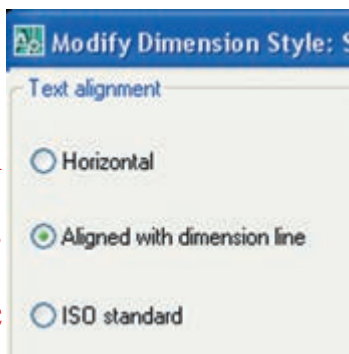 Modify Dimension Style: S
Text alignment
Horizontal
Aligned with dimension line
ISO standard